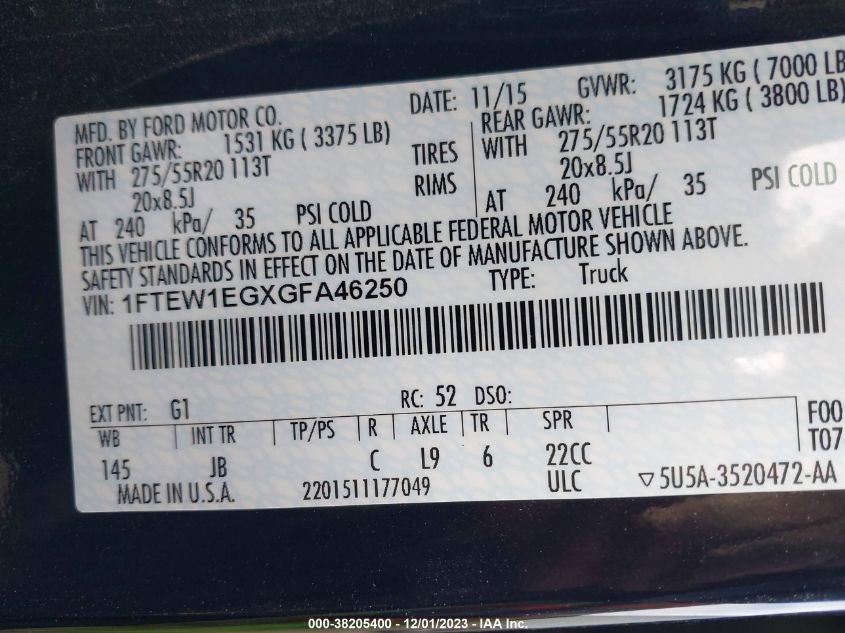 MFD. BY FORD MOTOR CO. DATE: 11/15 GVWR: 3175 KG ( 7000 LB
FRONT GAWR: 1531 KG ( 3375 LB) REAR GAWR: 1724 KG ( 3800 LB)
WITH 275/55R20 113T TIRES WITH 275/55R20 113T
20x8.5J RIMS 20x8.5J
AT 240 kPa/ 35 PSI COLD AT 240 kPa/ 35 PSI COLD
THIS VEHICLE CONFORMS TO ALL APPLICABLE FEDERAL MOTOR VEHICLE
SAFETY STANDARDS IN EFFECT ON THE DATE OF MANUFACTURE SHOWN ABOVE.
VIN: 1FTEW1EGXGFA46250 TYPE: Truck
EXT PNT: G1 RC: 52 DSO:
WB INT TR TP/PS R AXLE TR SPR F00
145 JB C L9 6 22CC T07
MADE IN U.S.A. 2201511177049 ULC ▽5U5A-3520472-AA
000-38205400 - 12/01/2023 - IAA Inc.